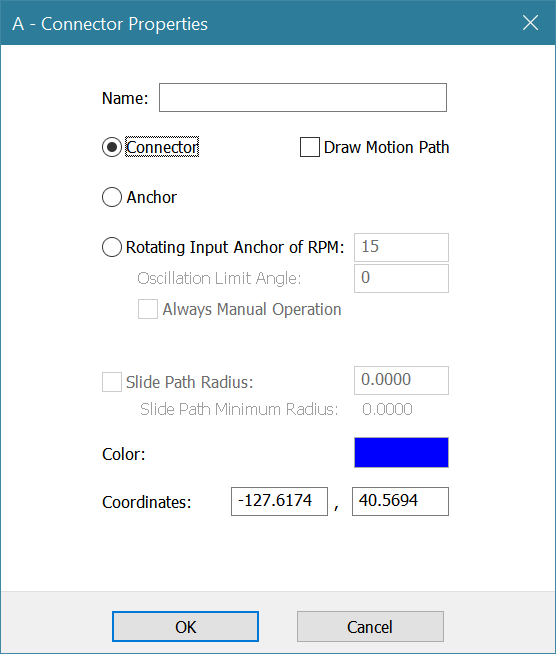 A - Connector Properties
Name:
Connector
Draw Motion Path
Anchor
Rotating Input Anchor of RPM: 15
Oscillation Limit Angle: 0
Always Manual Operation
Slide Path Radius: 0.0000
Slide Path Minimum Radius: 0.0000
Color:
Coordinates: -127.6174 , 40.5694
OK Cancel